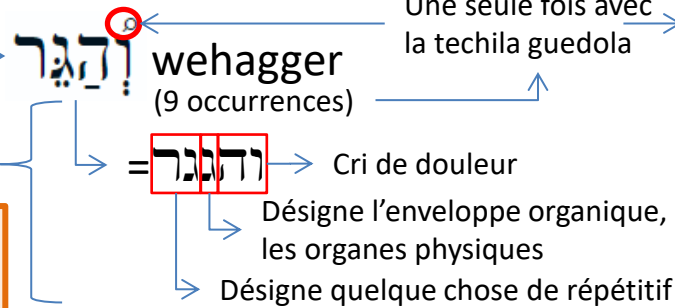 Une seule fois avec
la techila guedola
וְ֠הַגֵּר wehagger
(9 occurrences)
=והגגר
Cri de douleur
Désigne l’enveloppe organique,
les organes physiques
Désigne quelque chose de répétitif